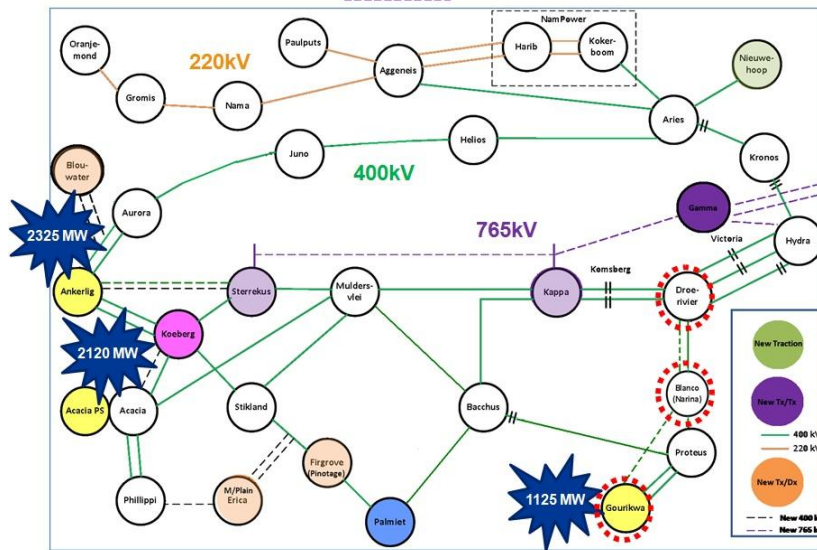 NamPower
Oranje-
mond
Paulputs
220kV
Harib
Koker-
boom
Aggeneis
Nieuwe-
hoop
Gromis
Nama
Aries
Helios
Juno
400kV
Kronos
Blou-
water
Aurora
Gamma
765kV
2325 MW
Victoria
Hydra
Komsberg
Ankerlig
Sterrekus
Mulders-
vlei
Kappa
Droe-
rivier
Koeberg
2120 MW
New Traction
Blanco
(Narina)
Acacia PS
Acacia
Stikland
Bacchus
New Tx/Tx
400 kV
220 kV
Proteus
Firgrove
(Pinotage)
New Tx/Dx
Phillippi
M/Plain
Erica
1125 MW
Gourikwa
Palmiet
New 400 k
New 765 k